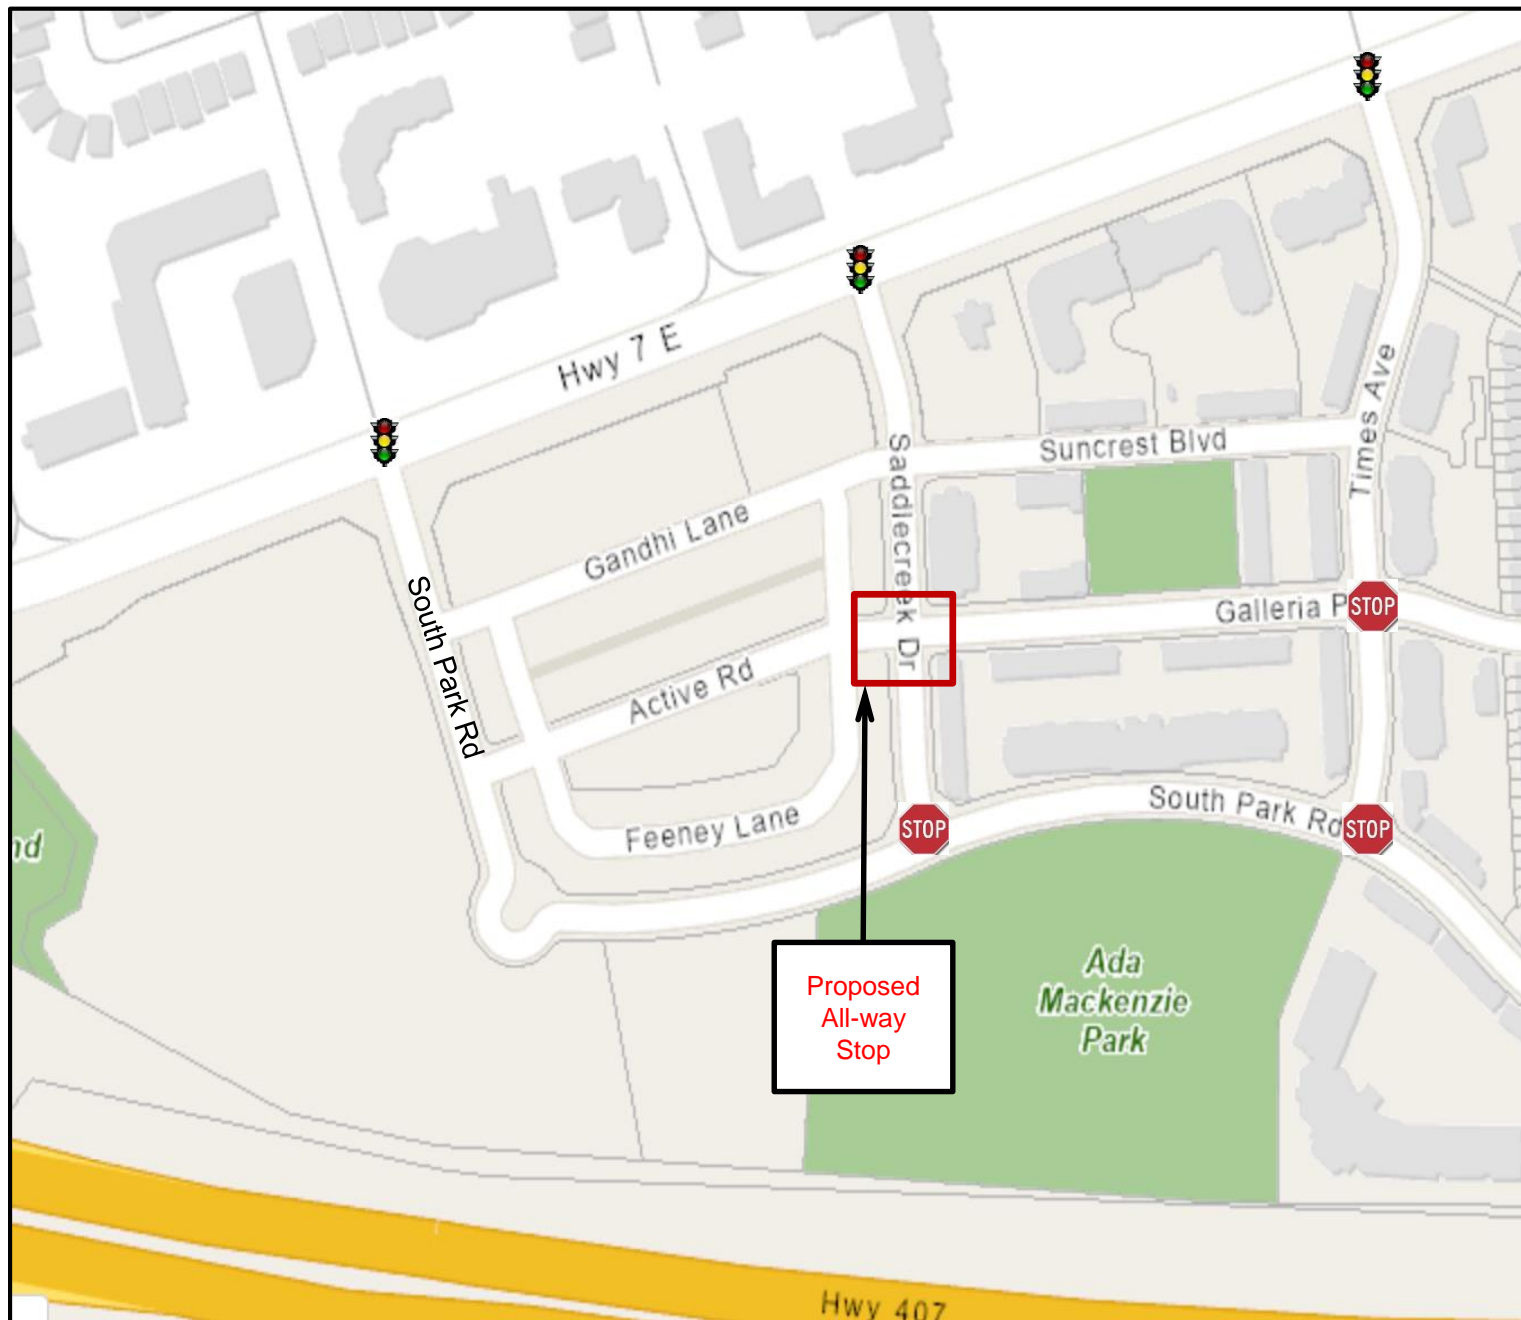 Hwy 7 E
Suncrest Blvd
Times Ave
Saddlecreek Dr
Gandhi Lane
South Park Rd
Galleria P
STOP
Active Rd
Feeney Lane
STOP
South Park Rd
STOP
nd
Ada
Mackenzie
Park
Proposed
All-way
Stop
Hwy 407